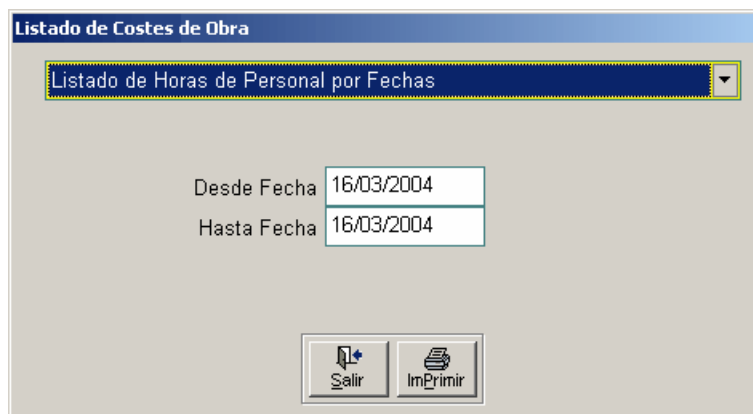 Listado de Costes de Obra
Listado de Horas de Personal por Fechas
Desde Fecha 16/03/2004
Hasta Fecha 16/03/2004
Salir ImPrimir